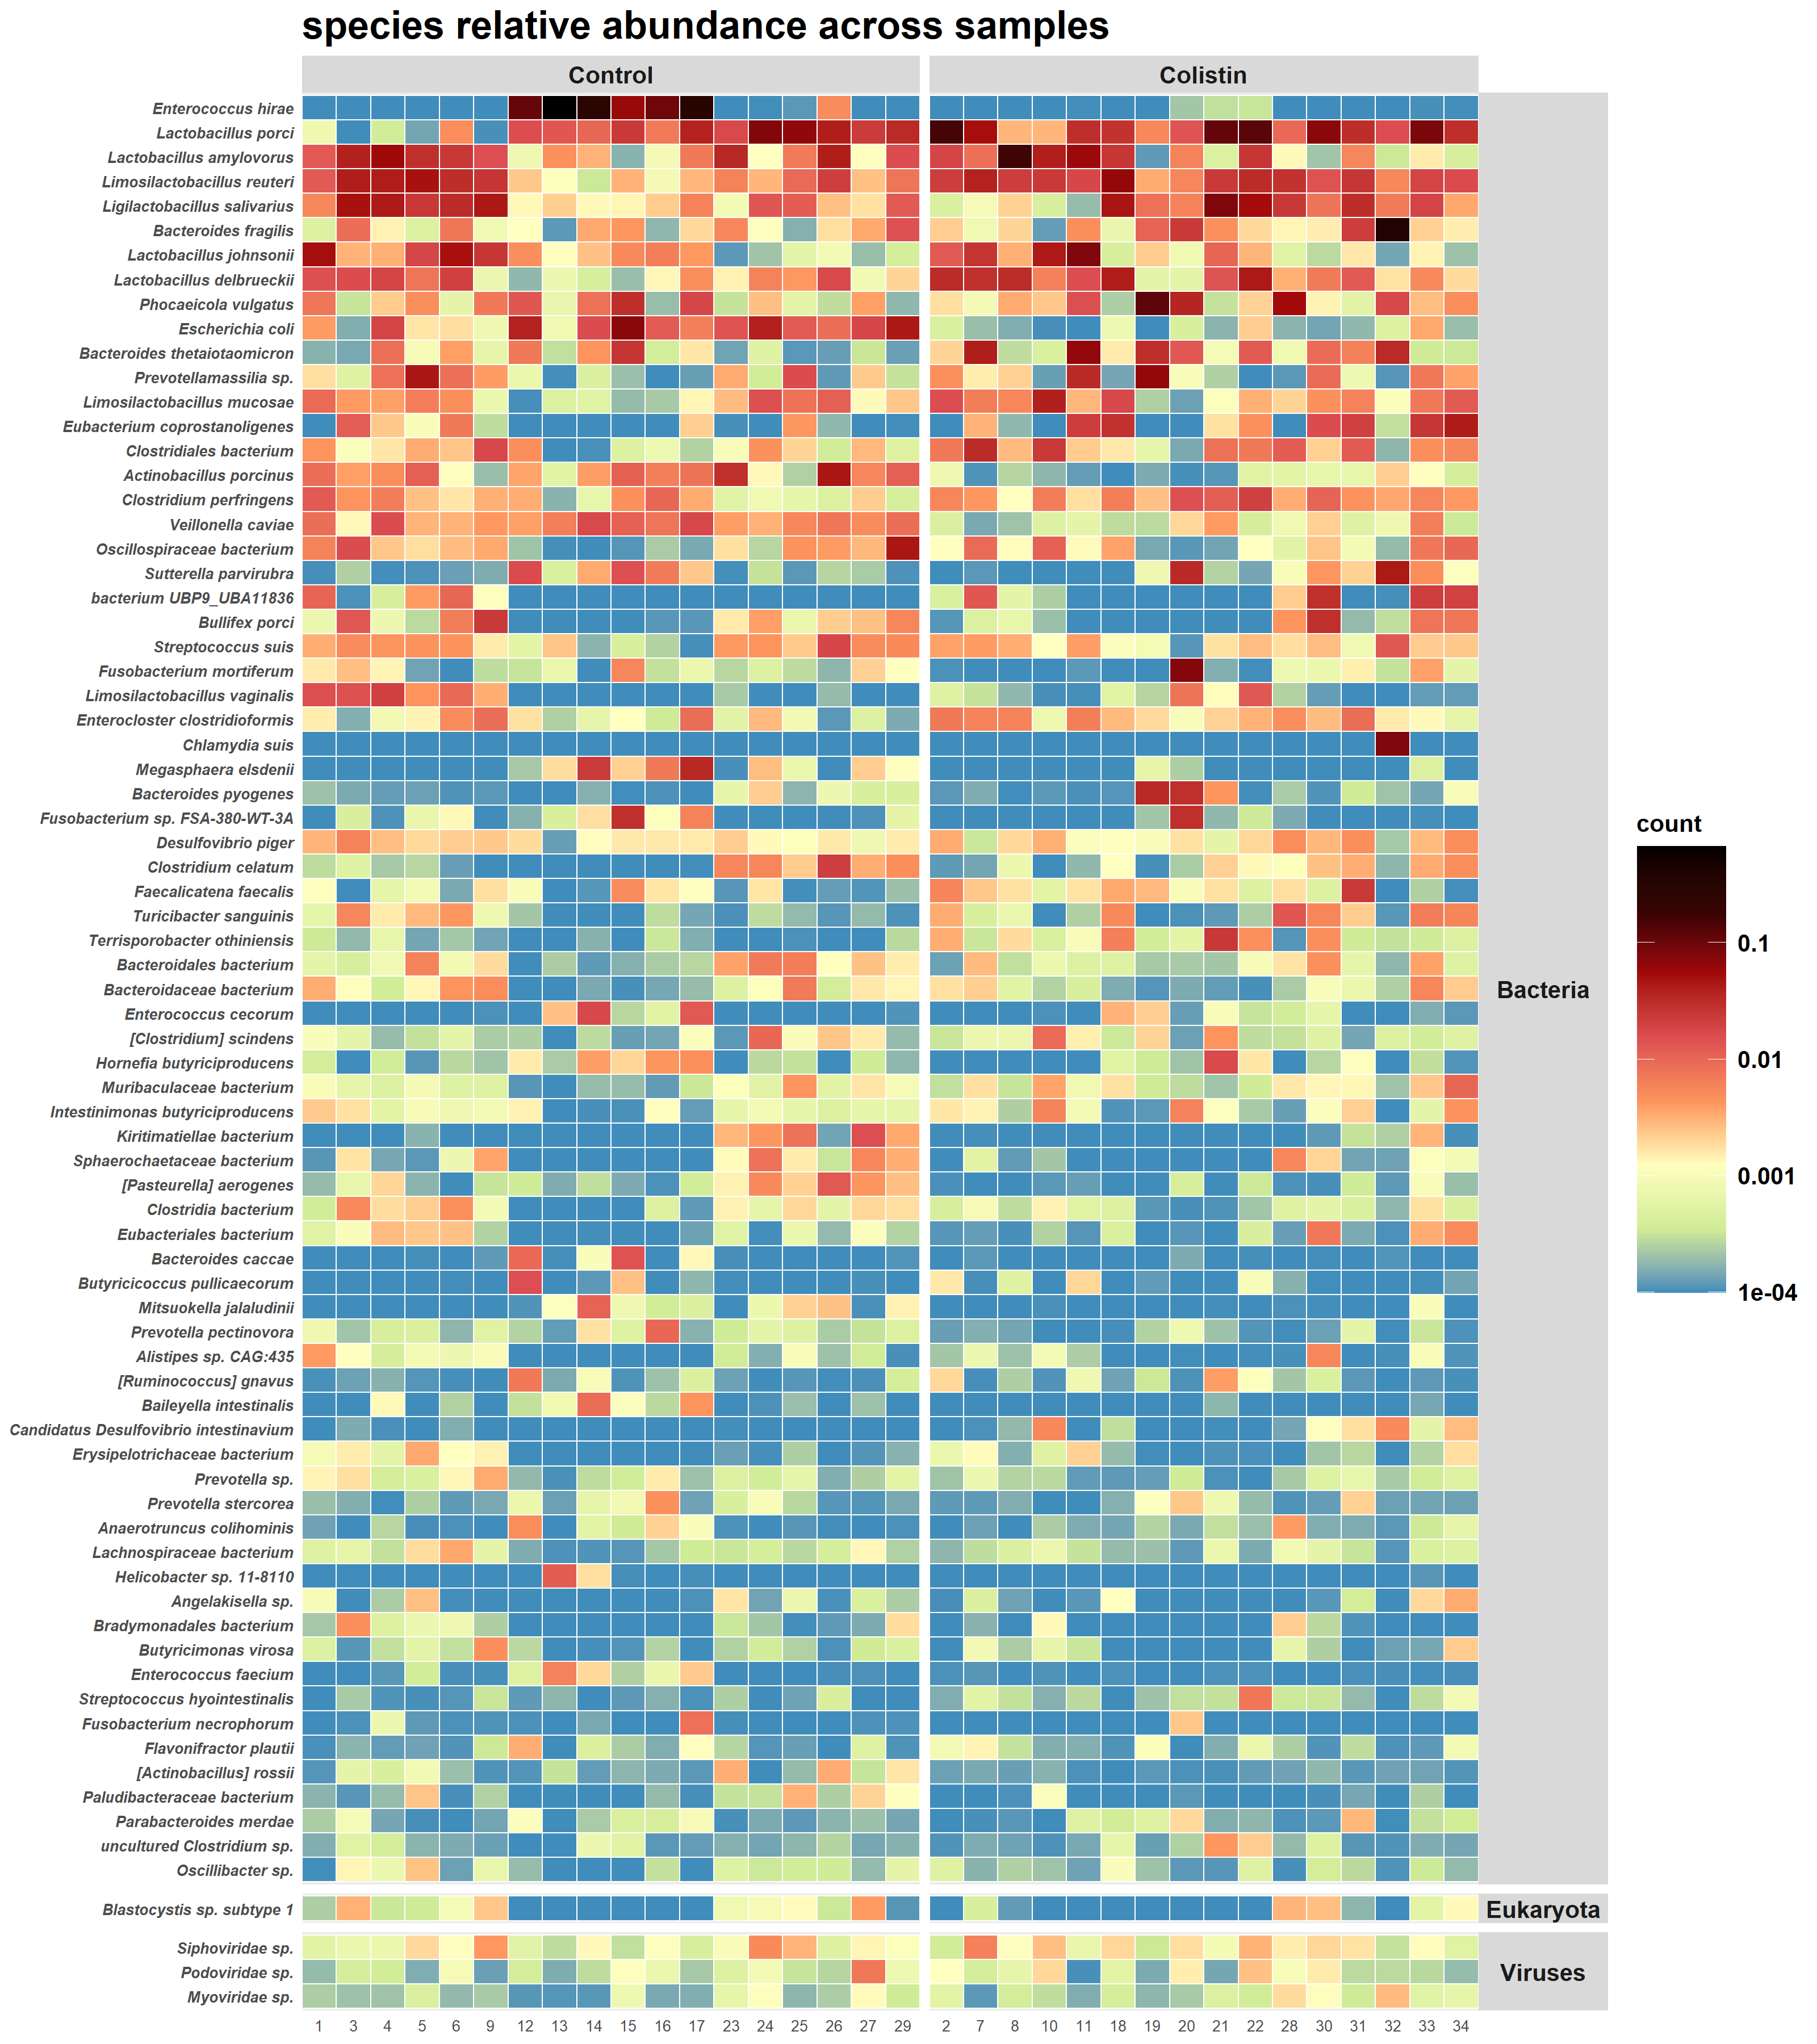 species relative abundance across samples
Control
Colistin
Enterococcus hirae
Lactobacillus porci
Lactobacillus amylovorus
Limosilactobacillus reuteri
Ligilactobacillus salivarius
Bacteroides fragilis
Lactobacillus johnsonii
Lactobacillus delbrueckii
Phocaeicola vulgatus
Escherichia coli
Bacteroides thetaiotaomicron
Prevotellamassilia sp.
Limosilactobacillus mucosae
Eubacterium coprostanoligenes
Clostridiales bacterium
Actinobacillus porcinus
Clostridium perfringens
Veillonella caviae
Oscillospiraceae bacterium
Sutterella parvirubra
bacterium UBP9_UBA11836
Bullifex porci
Streptococcus suis
Fusobacterium mortiferum
Limosilactobacillus vaginalis
Enterocloster clostridioformis
Chlamydia suis
Megasphaera elsdenii
Bacteroides pyogenes
Fusobacterium sp. FSA-380-WT-3A
Desulfovibrio piger
Clostridium celatum
Faecalicatena faecalis
Turicibacter sanguinis
Terrisporobacter othiniensis
Bacteroidales bacterium
Bacteroidaceae bacterium
Enterococcus cecorum
[Clostridium] scindens
Hornefia butyriciproducens
Muribaculaceae bacterium
Intestinimonas butyriciproducens
Kiritimatiellae bacterium
Sphaerochaetaceae bacterium
[Pasteurella] aerogenes
Clostridia bacterium
Eubacteriales bacterium
Bacteroides caccae
Butyricicoccus pullicaecorum
Mitsuokella jalaludinii
Prevotella pectinovora
Alistipes sp. CAG:435
[Ruminococcus] gnavus
Baileyella intestinalis
Candidatus Desulfovibrio intestinavium
Erysipelotrichaceae bacterium
Prevotella sp.
Prevotella stercorea
Anaerotruncus colihominis
Lachnospiraceae bacterium
Helicobacter sp. 11-8110
Angelakisella sp.
Bradymonadales bacterium
Butyricimonas virosa
Enterococcus faecium
Streptococcus hyointestinalis
Fusobacterium necrophorum
Flavonifractor plautii
[Actinobacillus] rossii
Paludibacteraceae bacterium
Parabacteroides merdae
uncultured Clostridium sp.
Oscillibacter sp.
Blastocystis sp. subtype 1
Siphoviridae sp.
Podoviridae sp.
Myoviridae sp.
1 3 4 5 6 9 12 13 14 15 16 17 23 24 25 26 27 29
2 7 8 10 11 18 19 20 21 22 28 30 31 32 33 34
Bacteria
Eukaryota
Viruses
count
0.1
0.01
0.001
1e-04